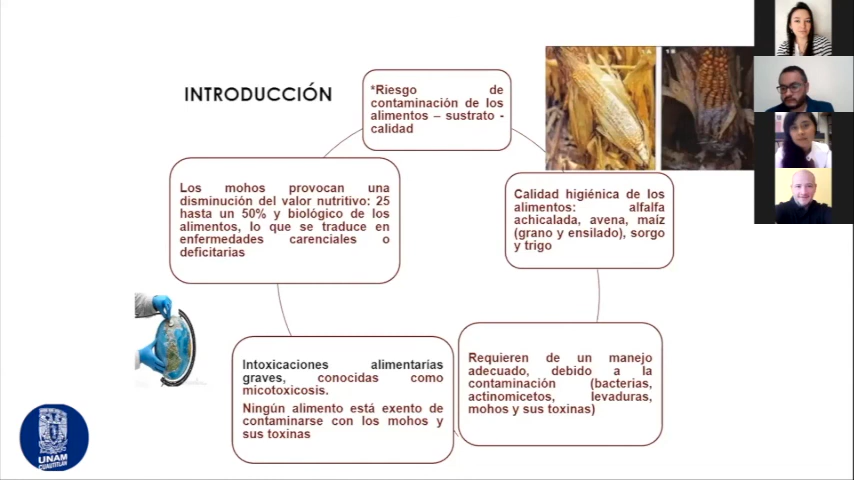 INTRODUCCIÓN
*Riesgo de
contaminación de los
alimentos – sustrato -
calidad
Calidad higiénica de los
alimentos: alfalfa
achicalada, avena, maíz
(grano y ensilado), sorgo
y trigo
Requieren de un manejo
adecuado, debido a la
contaminación (bacterias,
actinomicetos, levaduras,
mohos y sus toxinas)
Intoxicaciones alimentarias
graves, conocidas como
micotoxicosis.
Ningún alimento está exento de
contaminarse con los mohos y
sus toxinas
Los mohos provocan una
disminución del valor nutritivo: 25
hasta un 50% y biológico de los
alimentos, lo que se traduce en
enfermedades carenciales o
deficitarias
UNAM
CUAUTITLÁN